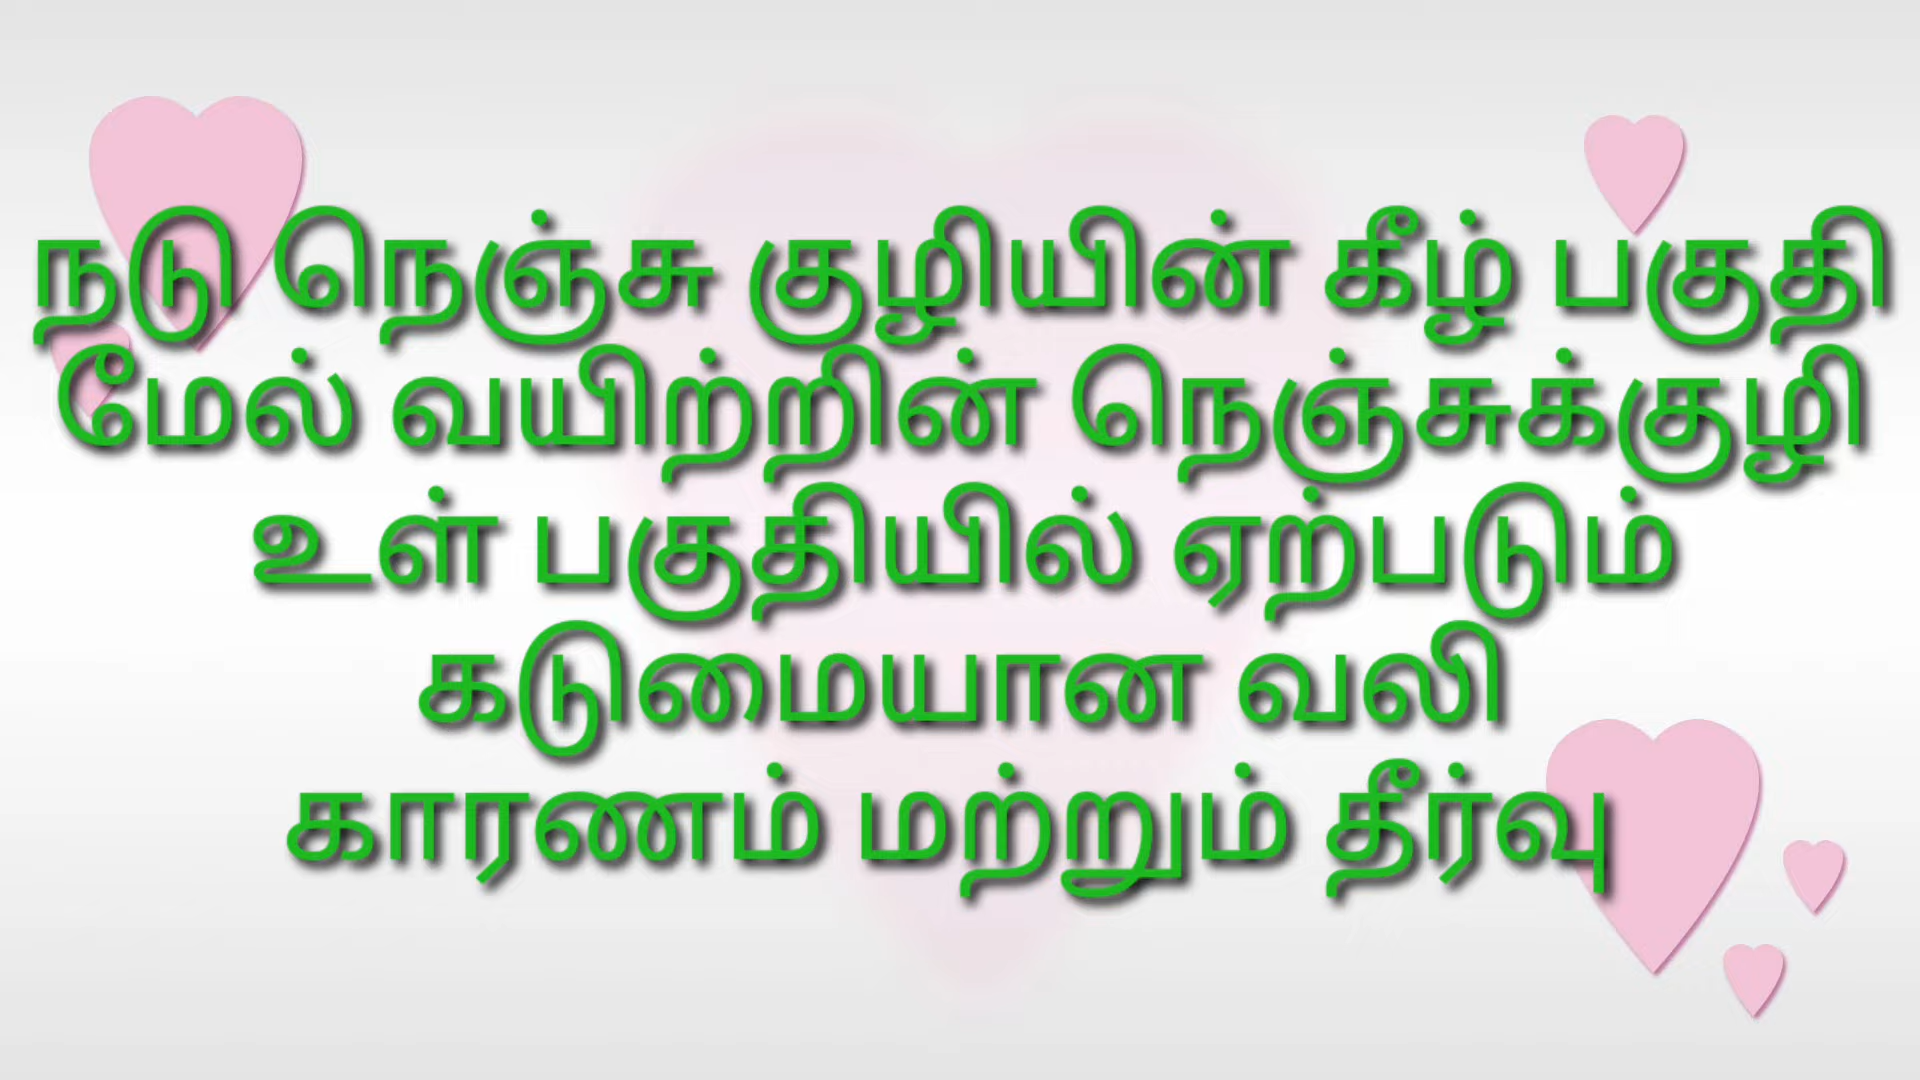 நடு நெஞ்சு குழியின் கீழ் பகுதி
மேல் வயிற்றின் நெஞ்சுக்குழி
உள் பகுதியில் ஏற்படும்
கடுமையான வலி
காரணம் மற்றும் தீர்வு